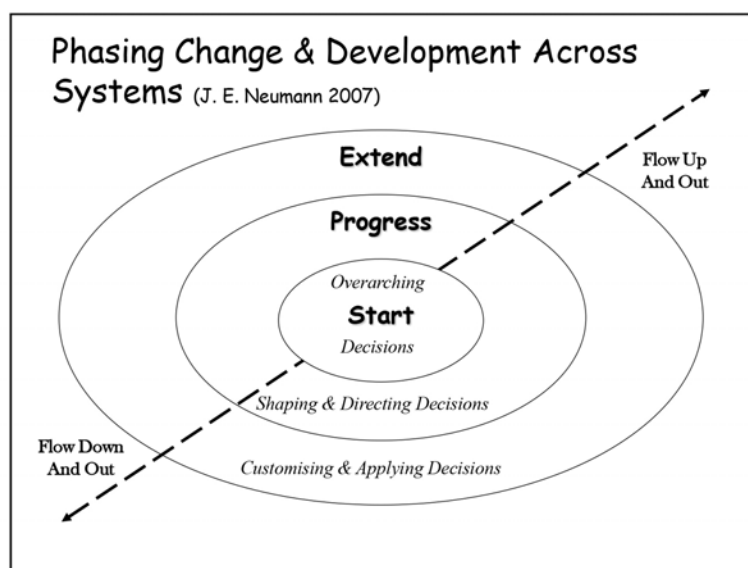 Phasing Change & Development Across
Systems (J. E. Neumann 2007)
Extend
Flow Up
And Out
Progress
Overarching
Start
Decisions
Shaping & Directing Decisions
Flow Down
And Out
Customising & Applying Decisions